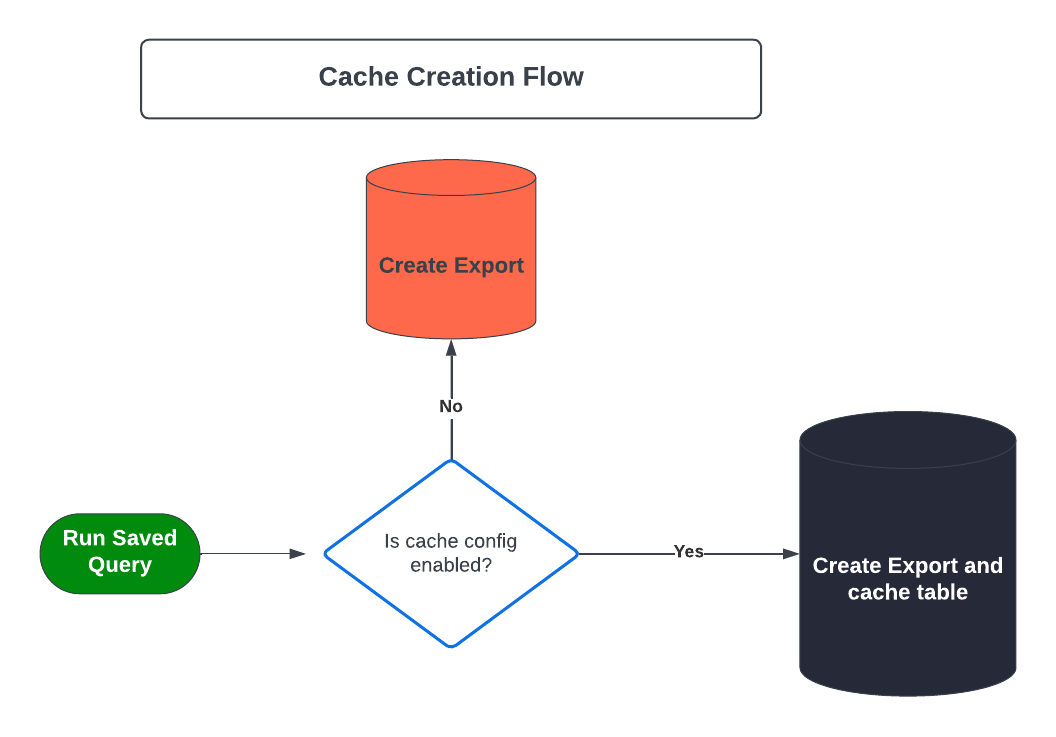 Cache Creation Flow
Create Export
No
Run Saved
Query
Is cache config
enabled?
Yes
Create Export and
cache table